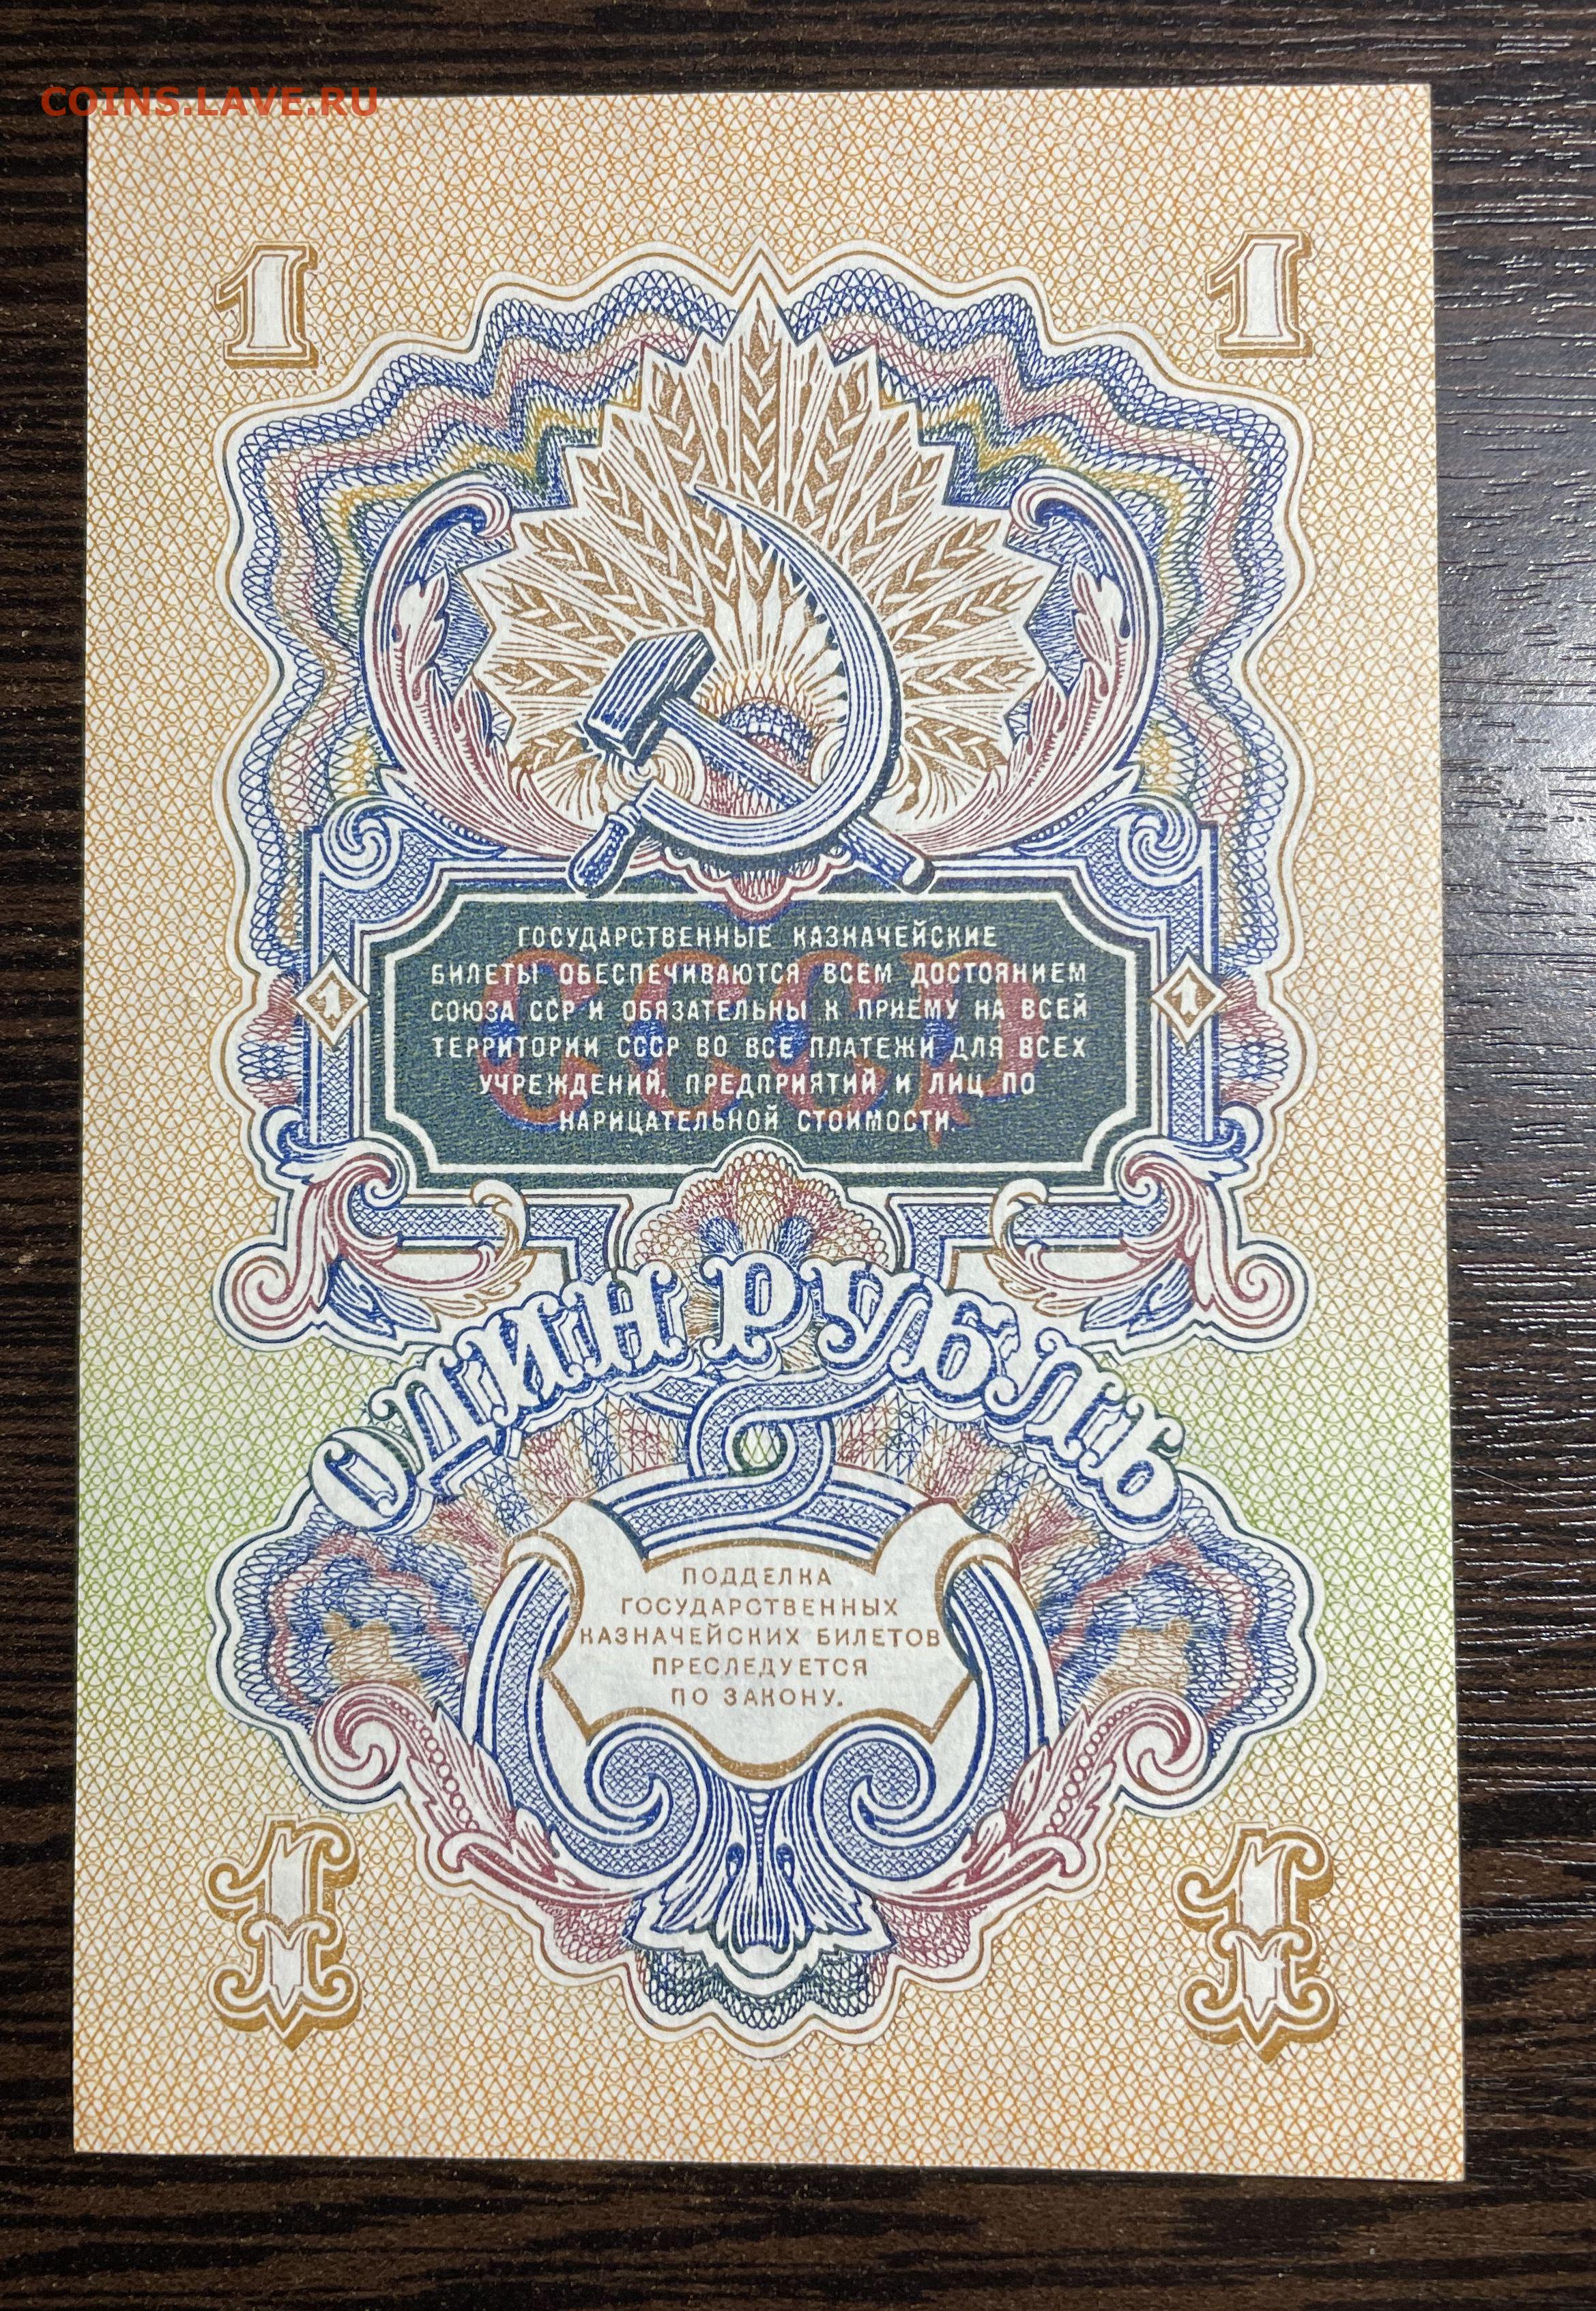 COINS.LAVE.RU
1 1
ГОСУДАРСТВЕННЫЕ КАЗНАЧЕЙСКИЕ
БИЛЕТЫ ОБЕСПЕЧИВАЮТСЯ ВСЕМ ДОСТОЯНИЕМ
СОЮЗА ССР И ОБЯЗАТЕЛЬНЫ К ПРИЕМУ НА ВСЕЙ
1 1
ТЕРРИТОРИИ СССР ВО ВСЕ ПЛАТЕЖИ ДЛЯ ВСЕХ
УЧРЕЖДЕНИЙ, ПРЕДПРИЯТИЙ И ЛИЦ ПО
НАРИЦАТЕЛЬНОЙ СТОИМОСТИ.
СССР
ОДИН РУБЛЬ
ПОДДЕЛКА
ГОСУДАРСТВЕННЫХ
КАЗНАЧЕЙСКИХ БИЛЕТОВ
ПРЕСЛЕДУЕТСЯ
ПО ЗАКОНУ.
1 1